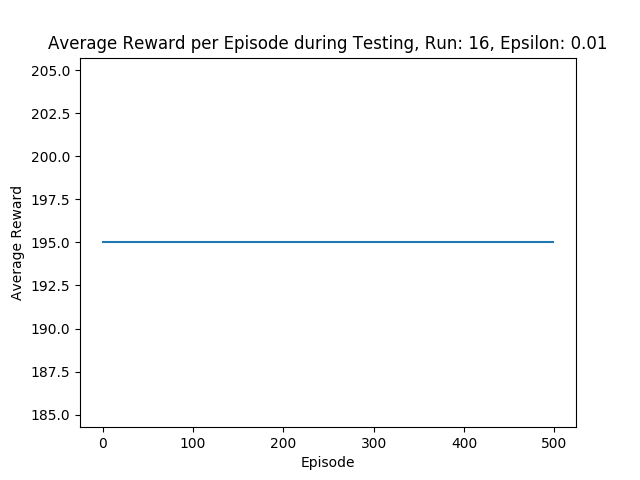 Average Reward per Episode during Testing, Run: 16, Epsilon: 0.01
205.0
202.5
200.0
197.5
195.0
192.5
190.0
187.5
185.0
Average Reward
0 100 200 300 400 500
Episode